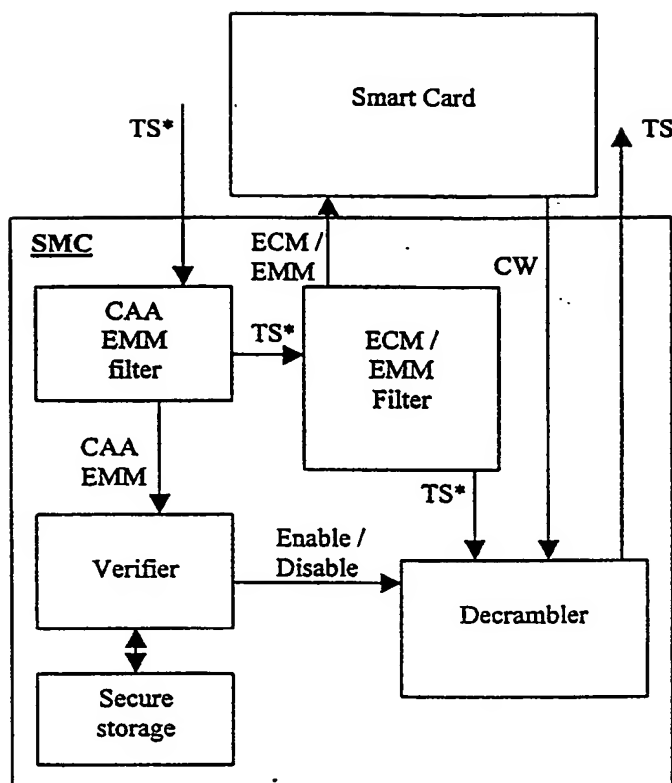 Smart Card
TS*
TS
SMC
ECM /
EMM
CW
CAA
EMM
filter
TS*
ECM /
EMM
Filter
CAA
EMM
TS*
Verifier
Enable /
Disable
Decrambler
Secure
storage